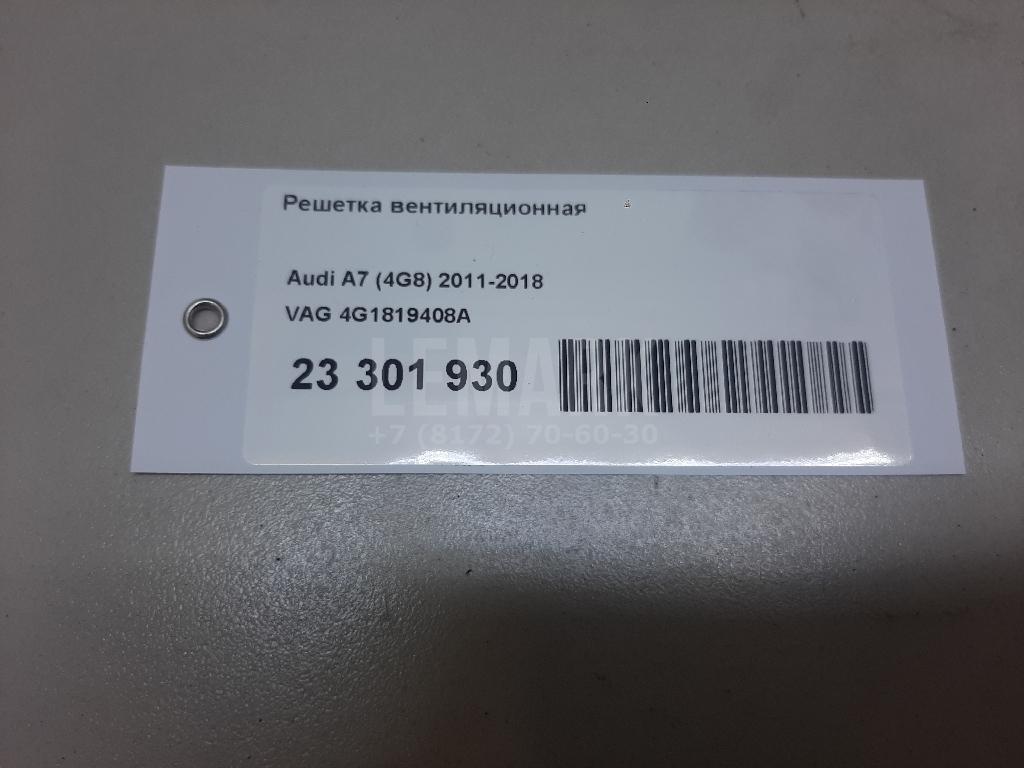 Решетка вентиляционная
Audi A7 (4G8) 2011-2018
VAG 4G1819408A
23 301 930
+7 (8172) 70-60-30